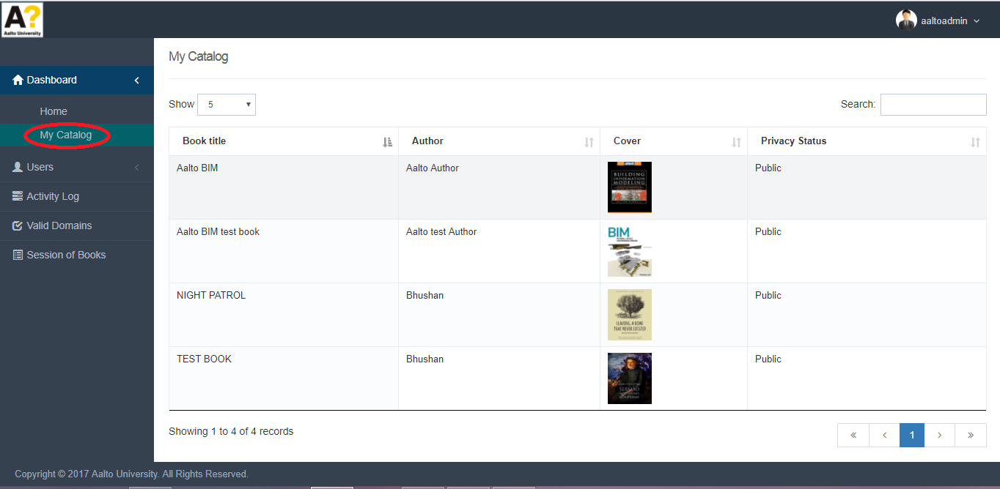 A?
Aalto University
aaltoadmin
Dashboard
Home
My Catalog
Users
Activity Log
Valid Domains
Session of Books
My Catalog
Show 5
Search:
Book title Author Cover Privacy Status
Aalto BIM Aalto Author Public
BUILDING
INFORMATION
MODELING
Aalto BIM test book Aalto test Author Public
BIM
NIGHT PATROL Bhushan Public
LEAVING A HOME
THAT NEVER EXISTED
TEST BOOK Bhushan Public
Showing 1 to 4 of 4 records
« ‹ 1 › »
Copyright © 2017 Aalto University. All Rights Reserved.